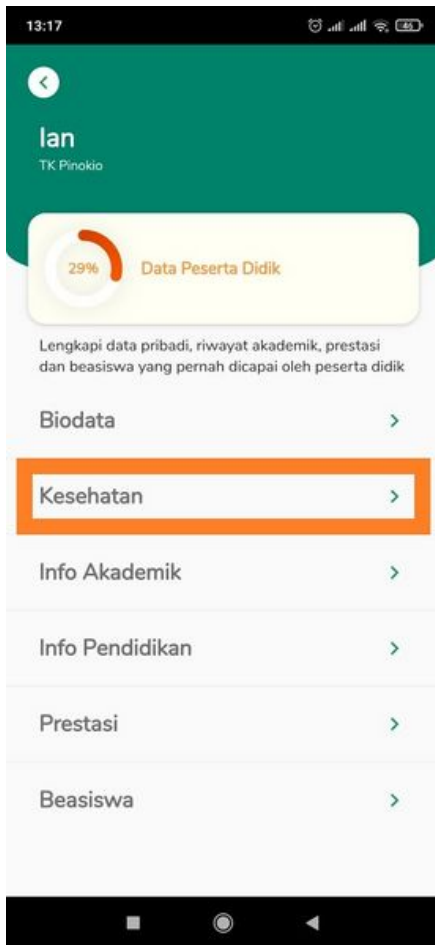 13:17
46
Ian
TK Pinokio
29%
Data Peserta Didik
Lengkapi data pribadi, riwayat akademik, prestasi
dan beasiswa yang pernah dicapai oleh peserta didik
Biodata
Kesehatan
Info Akademik
Info Pendidikan
Prestasi
Beasiswa